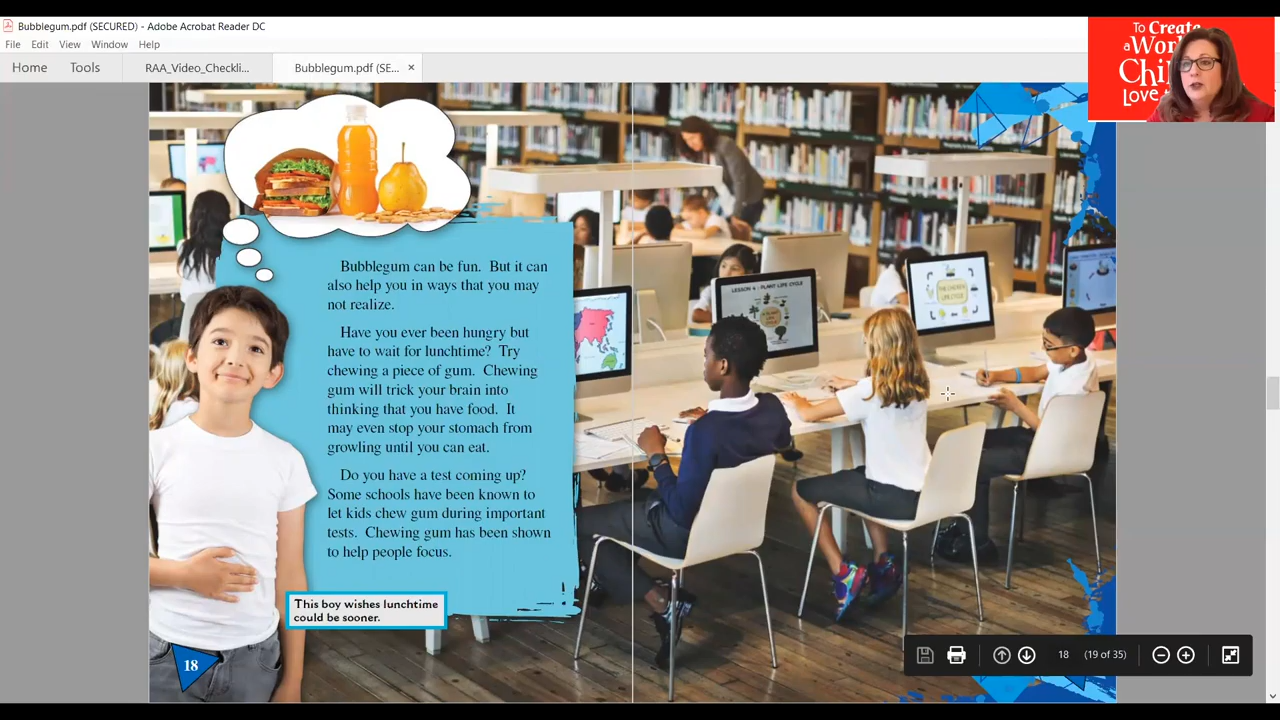 Bubblegum.pdf (SECURED) - Adobe Acrobat Reader DC
File Edit View Window Help
Home Tools RAA_Video_Checkli... Bubblegum.pdf (SE... ×
To Create
a Worl
Chi
Love t
Bubblegum can be fun. But it can
also help you in ways that you may
not realize.
Have you ever been hungry but
have to wait for lunchtime? Try
chewing a piece of gum. Chewing
gum will trick your brain into
thinking that you have food. It
may even stop your stomach from
growling until you can eat.
Do you have a test coming up?
Some schools have been known to
let kids chew gum during important
tests. Chewing gum has been shown
to help people focus.
This boy wishes lunchtime
could be sooner.
18
LESSON 4 : PLANT LIFE CYCLE
THE CHICKEN
LIFE CYCLE
18 (19 of 35)